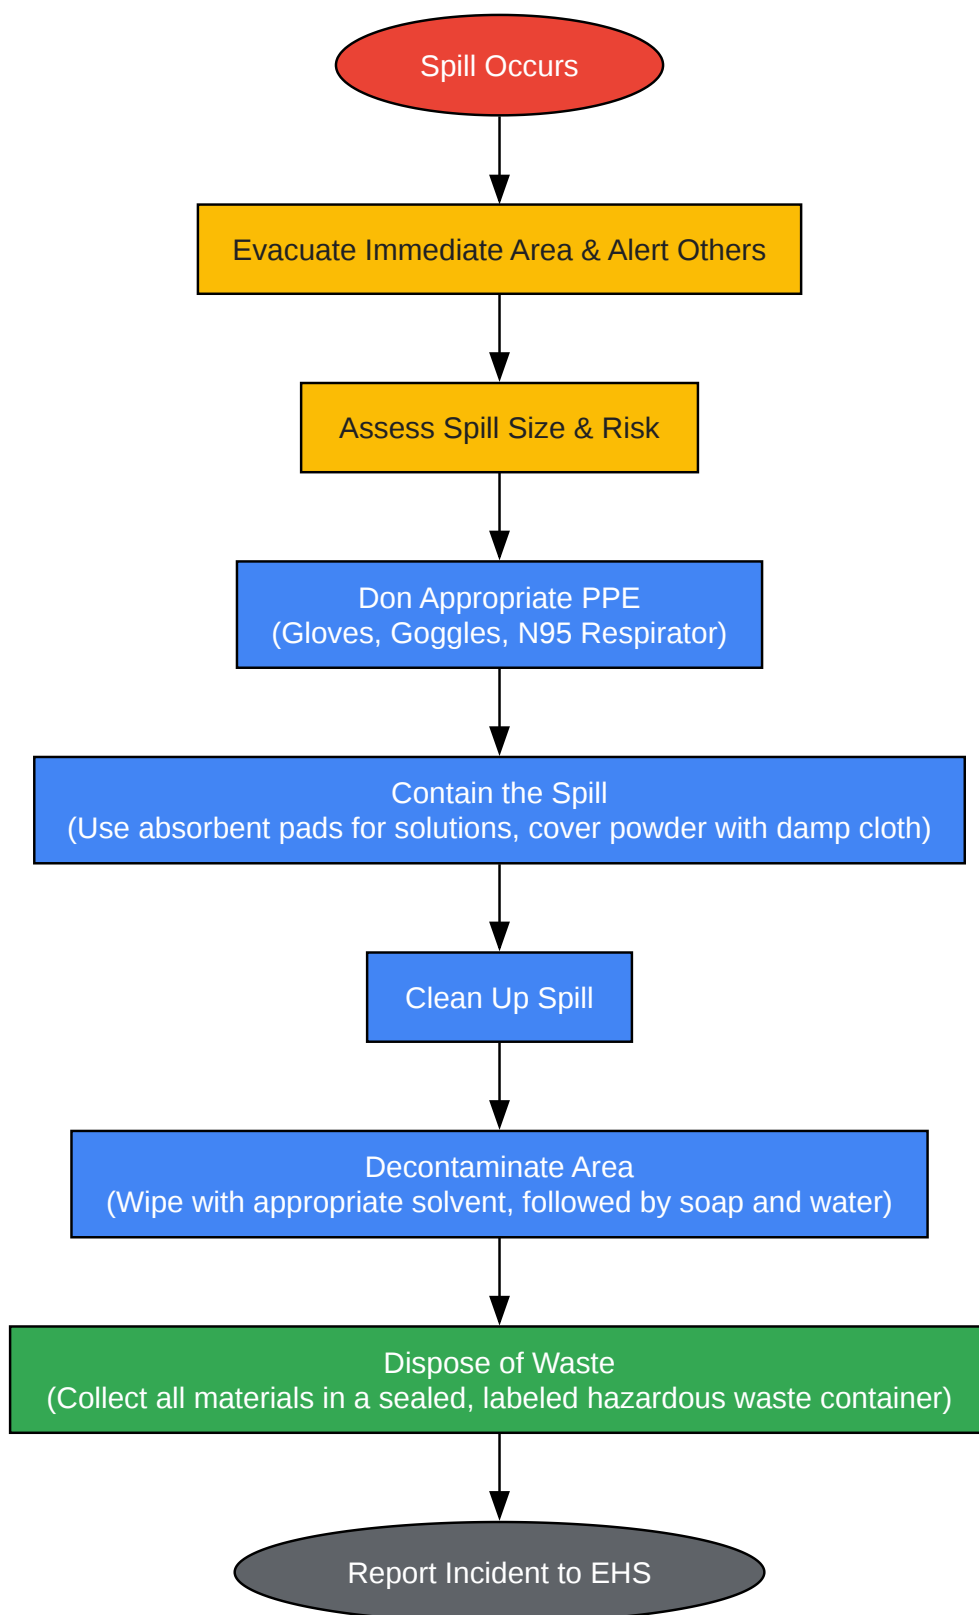 Spill Occurs
Evacuate Immediate Area & Alert Others
Assess Spill Size & Risk
Don Appropriate PPE
(Gloves, Goggles, N95 Respirator)
Contain the Spill
(Use absorbent pads for solutions, cover powder with damp cloth)
Clean Up Spill
Decontaminate Area
(Wipe with appropriate solvent, followed by soap and water)
Dispose of Waste
(Collect all materials in a sealed, labeled hazardous waste container)
Report Incident to EHS